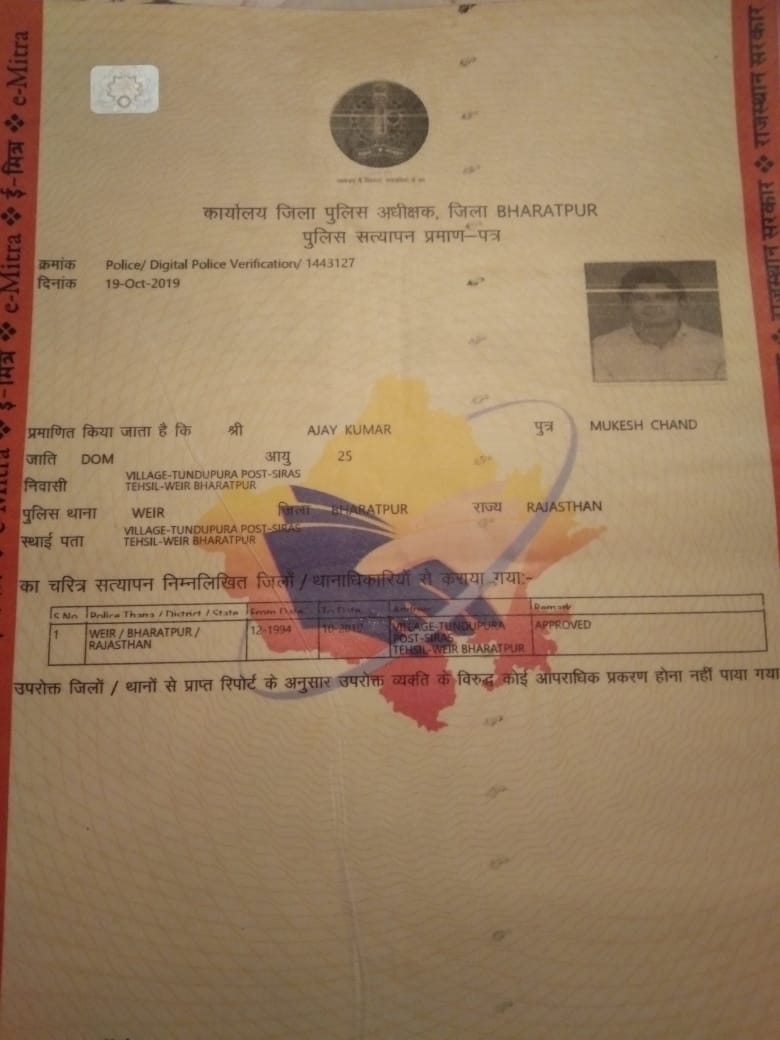 e-Mitra ❖ ई-मित्र ❖ e-Mitra ❖ ई-मित्र ❖ e-Mitra
राजस्थान सरकार ❖ राजस्थान सरकार
कार्यालय जिला पुलिस अधीक्षक, जिला BHARATPUR
पुलिस सत्यापन प्रमाण–पत्र
क्रमांक Police/ Digital Police Verification/ 1443127
दिनांक 19-Oct-2019
प्रमाणित किया जाता है कि श्री AJAY KUMAR पुत्र MUKESH CHAND
जाति DOM आयु 25
निवासी VILLAGE-TUNDUPURA POST-SIRAS
TEHSIL-WEIR BHARATPUR
पुलिस थाना WEIR जिला BHARATPUR राज्य RAJASTHAN
स्थाई पता VILLAGE-TUNDUPURA POST-SIRAS
TEHSIL-WEIR BHARATPUR
का चरित्र सत्यापन निम्नलिखित जिलों / थानाधिकारियों से कराया गया:-
S.No. Police Thana / District / State From Date To Date Address Remark
1 WEIR / BHARATPUR / 12-1994 10-2019 VILLAGE-TUNDUPURA APPROVED
RAJASTHAN POST-SIRAS
TEHSIL-WEIR BHARATPUR
उपरोक्त जिलों / थानों से प्राप्त रिपोर्ट के अनुसार उपरोक्त व्यक्ति के विरुद्ध कोई आपराधिक प्रकरण होना नहीं पाया गया